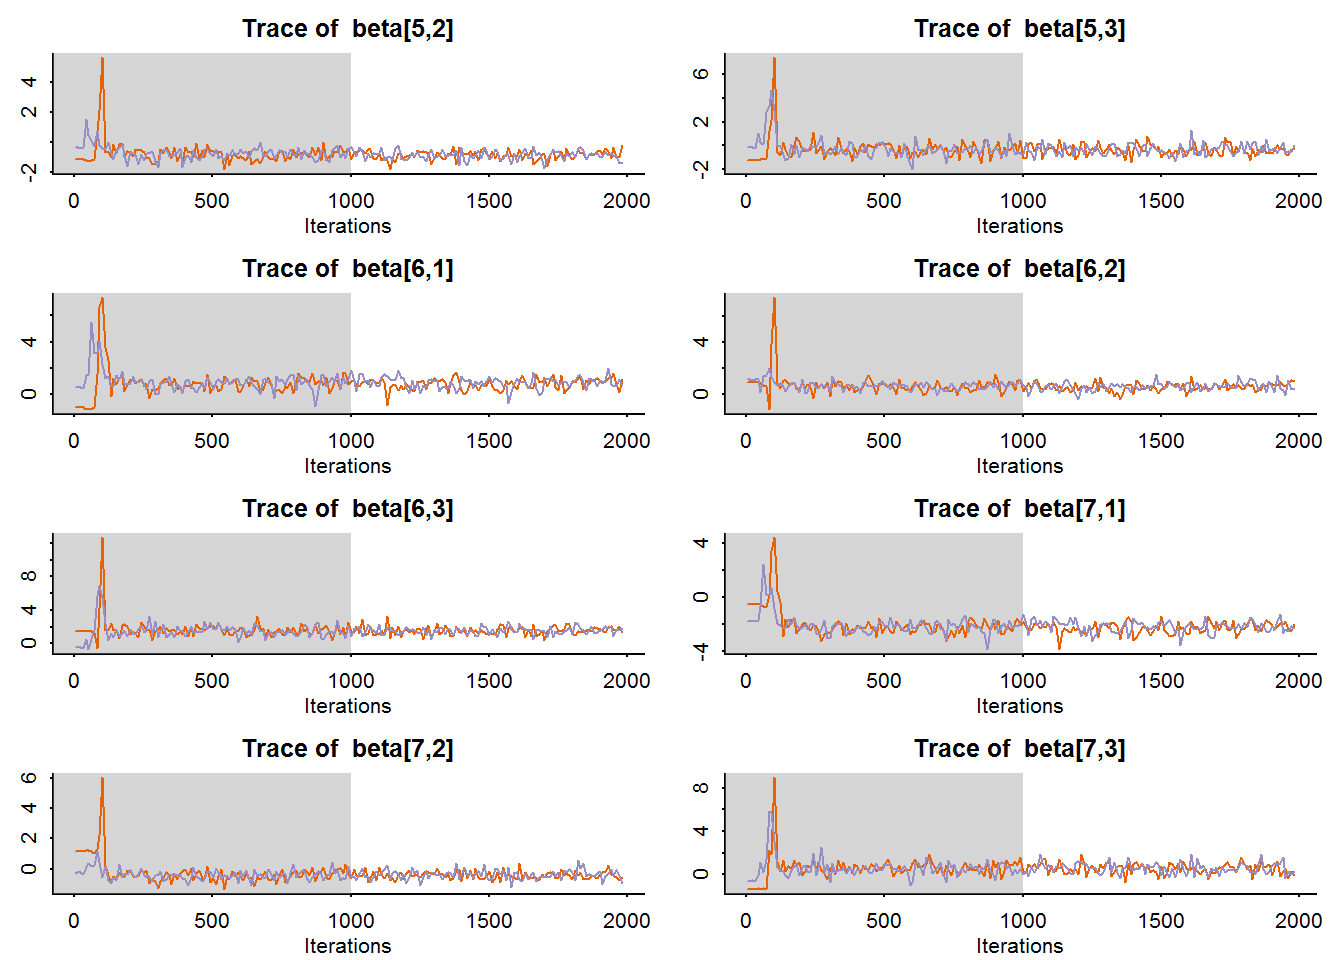 Trace of beta[5,2]
4
2
-2
0 500 1000 1500 2000
Iterations
Trace of beta[5,3]
6
2
-2
0 500 1000 1500 2000
Iterations
Trace of beta[6,1]
4
0
0 500 1000 1500 2000
Iterations
Trace of beta[6,2]
4
0
0 500 1000 1500 2000
Iterations
Trace of beta[6,3]
8
4
0
0 500 1000 1500 2000
Iterations
Trace of beta[7,1]
4
0
-4
0 500 1000 1500 2000
Iterations
Trace of beta[7,2]
6
4
2
0
0 500 1000 1500 2000
Iterations
Trace of beta[7,3]
8
4
0
0 500 1000 1500 2000
Iterations